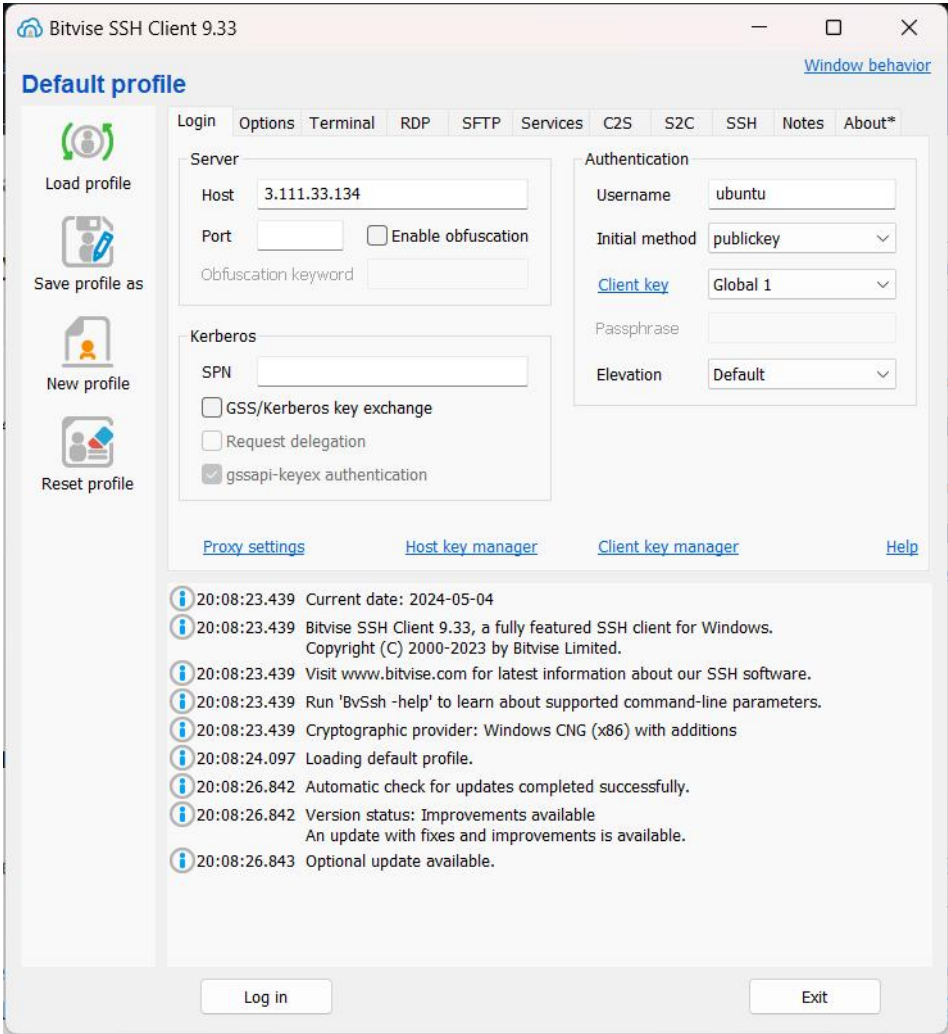 Bitvise SSH Client 9.33
Window behavior
Default profile
Load profile
Save profile as
New profile
Reset profile
Login Options Terminal RDP SFTP Services C2S S2C SSH Notes About*
Server
Host 3.111.33.134
Port Enable obfuscation
Obfuscation keyword
Kerberos
SPN
GSS/Kerberos key exchange
Request delegation
gssapi-keyex authentication
Authentication
Username ubuntu
Initial method publickey
Client key Global 1
Passphrase
Elevation Default
Proxy settings Host key manager Client key manager Help
20:08:23.439 Current date: 2024-05-04
20:08:23.439 Bitvise SSH Client 9.33, a fully featured SSH client for Windows.
Copyright (C) 2000-2023 by Bitvise Limited.
20:08:23.439 Visit www.bitvise.com for latest information about our SSH software.
20:08:23.439 Run 'BvSsh -help' to learn about supported command-line parameters.
20:08:23.439 Cryptographic provider: Windows CNG (x86) with additions
20:08:24.097 Loading default profile.
20:08:26.842 Automatic check for updates completed successfully.
20:08:26.842 Version status: Improvements available
An update with fixes and improvements is available.
20:08:26.843 Optional update available.
Log in Exit